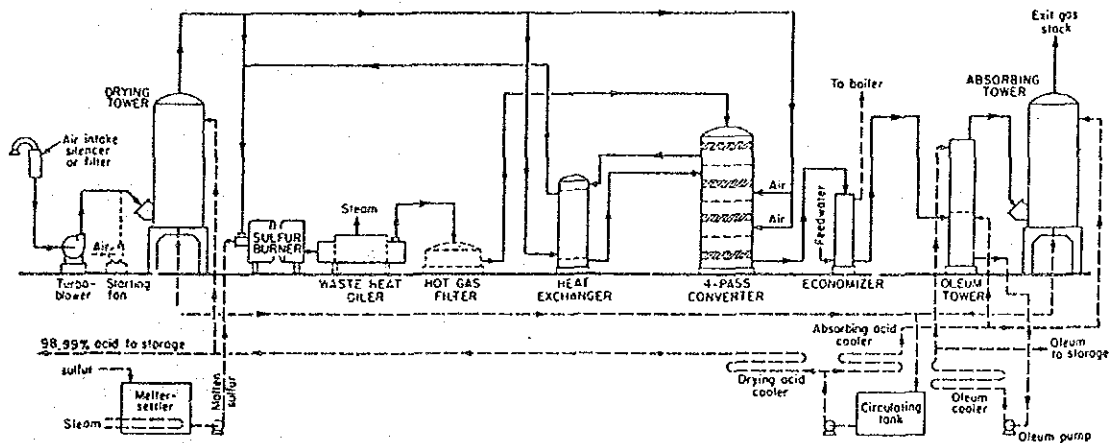 Exit gas
stack
DRYING
TOWER
To boiler
ABSORBING
TOWER
Air intake
silencer
or filter
Air
Steam
Air
SULFUR
BURNER
Feedwater
Air
Turbo-
blower
Starting
fan
WASTE HEAT
HOT GAS
FILTER
HEAT
EXCHANGER
4-PASS
CONVERTER
ECONOMIZER
OLEUM
TOWER
98.99% acid to storage
Absorbing acid
cooler
Oleum
to storage
sulfur
Molten
sulfur
Melter-
settler
Drying acid
cooler
Circulating
tank
Oleum
cooler
Steam
Oleum pump